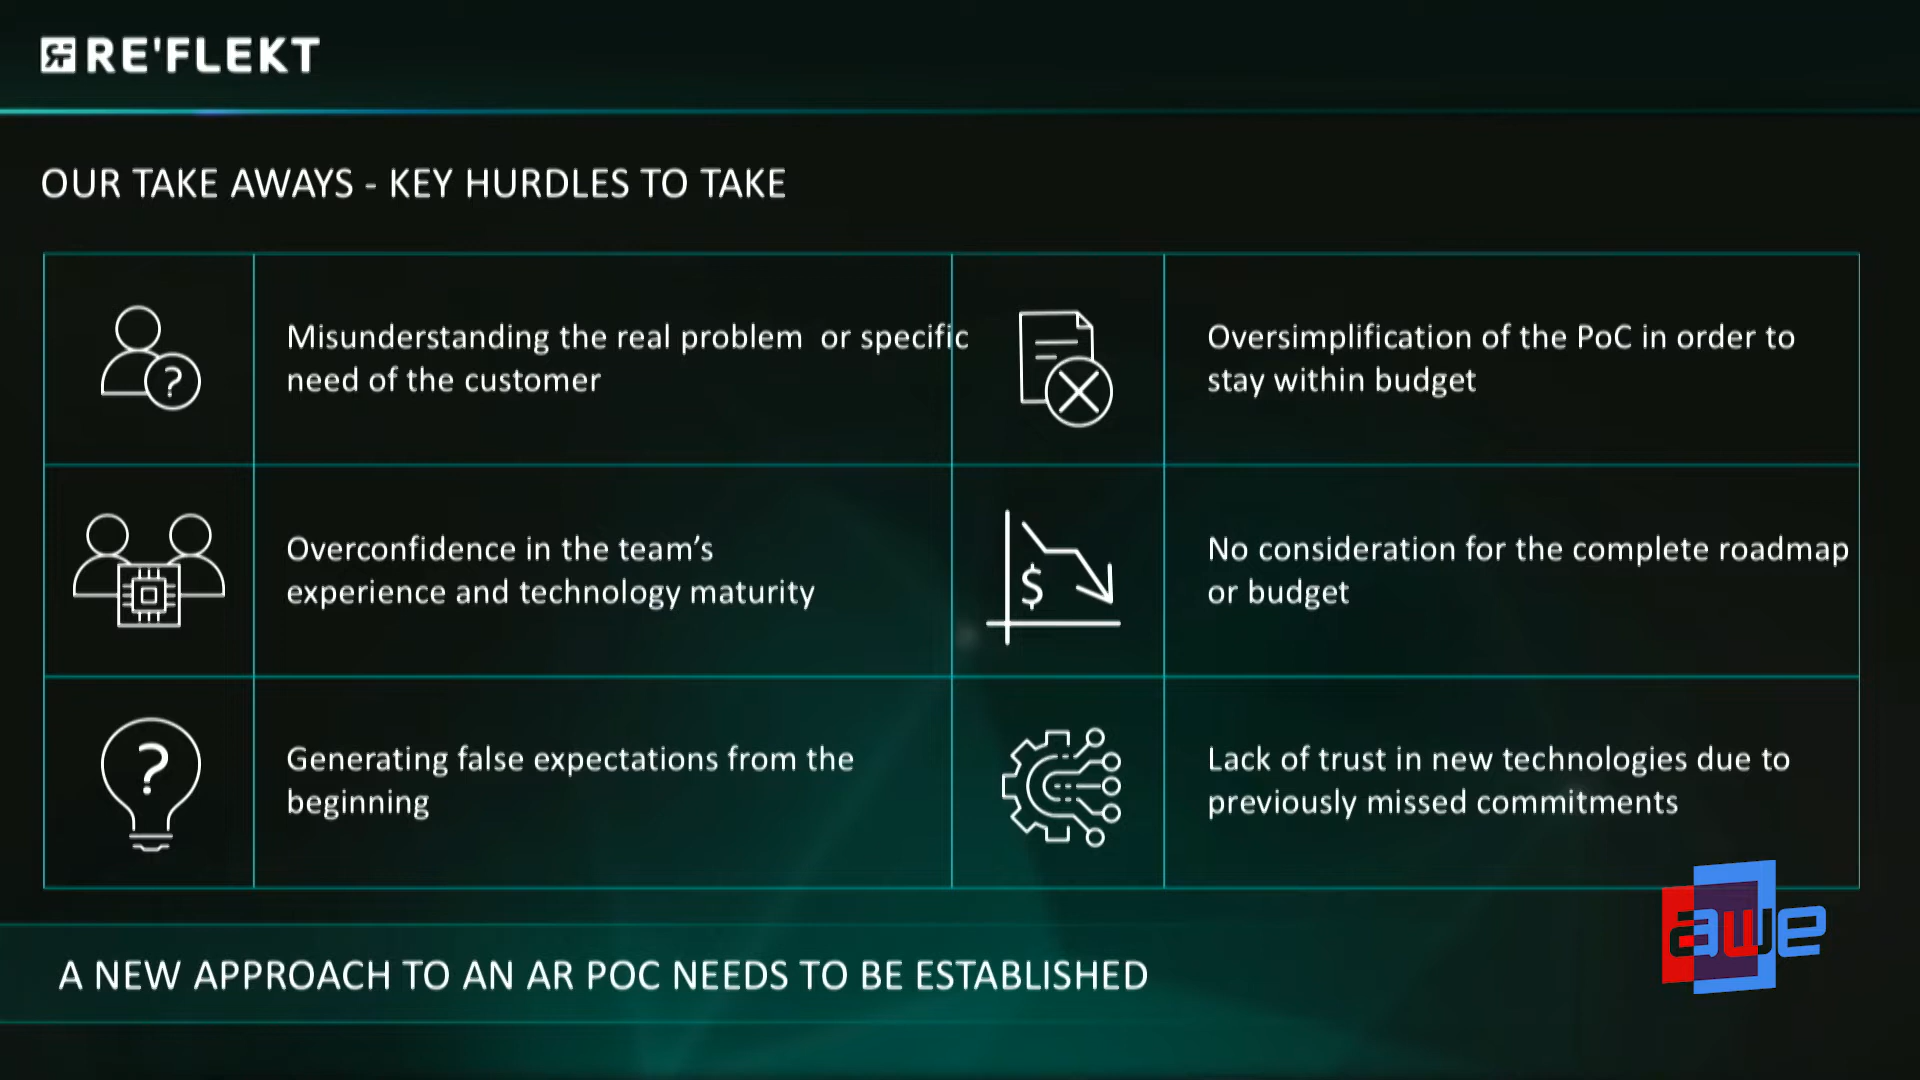 RE'FLEKT
OUR TAKE AWAYS - KEY HURDLES TO TAKE
Misunderstanding the real problem  or specific
need of the customer
Oversimplification of the PoC in order to
stay within budget
Overconfidence in the team’s
experience and technology maturity
$
No consideration for the complete roadmap
or budget
?
?
Generating false expectations from the
beginning
Lack of trust in new technologies due to
previously missed commitments
A NEW APPROACH TO AN AR POC NEEDS TO BE ESTABLISHED
awe